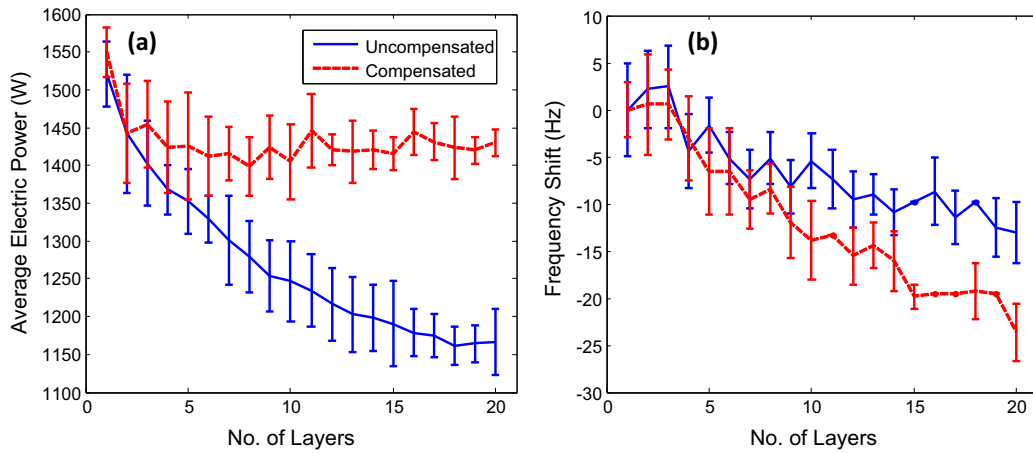 (a)
Uncompensated
Compensated
Average Electric Power (W)
1600
1550
1500
1450
1400
1350
1300
1250
1200
1150
1100
0 5 10 15 20
No. of Layers
(b)
Frequency Shift (Hz)
10
5
0
-5
-10
-15
-20
-25
-30
0 5 10 15 20
No. of Layers